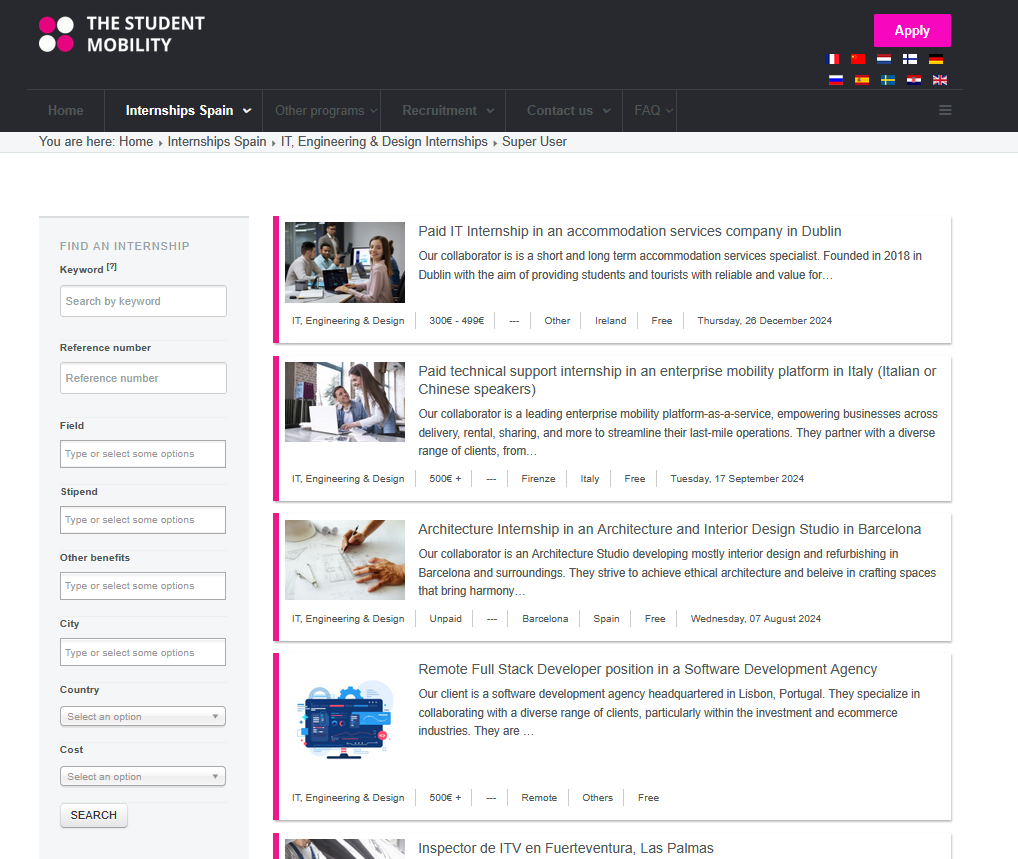 THE STUDENT
MOBILITY
Apply
Home
Internships Spain
Other programs
Recruitment
Contact us
FAQ
You are here: Home Internships Spain IT, Engineering & Design Internships Super User
FIND AN INTERNSHIP
Keyword [?]
Search by keyword
Reference number
Reference number
Field
Type or select some options
Stipend
Type or select some options
Other benefits
Type or select some options
City
Type or select some options
Country
Select an option
Cost
Select an option
SEARCH
Paid IT Internship in an accommodation services company in Dublin
Our collaborator is is a short and long term accommodation services specialist. Founded in 2018 in
Dublin with the aim of providing students and tourists with reliable and value for…
IT, Engineering & Design 300€ - 499€ --- Other Ireland Free Thursday, 26 December 2024
Paid technical support internship in an enterprise mobility platform in Italy (Italian or
Chinese speakers)
Our collaborator is a leading enterprise mobility platform-as-a-service, empowering businesses across
delivery, rental, sharing, and more to streamline their last-mile operations. They partner with a diverse
range of clients, from…
IT, Engineering & Design 500€ + --- Firenze Italy Free Tuesday, 17 September 2024
Architecture Internship in an Architecture and Interior Design Studio in Barcelona
Our collaborator is an Architecture Studio developing mostly interior design and refurbishing in
Barcelona and surroundings. They strive to achieve ethical architecture and beleive in crafting spaces
that bring harmony…
IT, Engineering & Design Unpaid --- Barcelona Spain Free Wednesday, 07 August 2024
Remote Full Stack Developer position in a Software Development Agency
Our client is a software development agency headquartered in Lisbon, Portugal. They specialize in
collaborating with a diverse range of clients, particularly within the investment and ecommerce
industries. They are …
IT, Engineering & Design 500€ + --- Remote Others Free
Inspector de ITV en Fuerteventura, Las Palmas